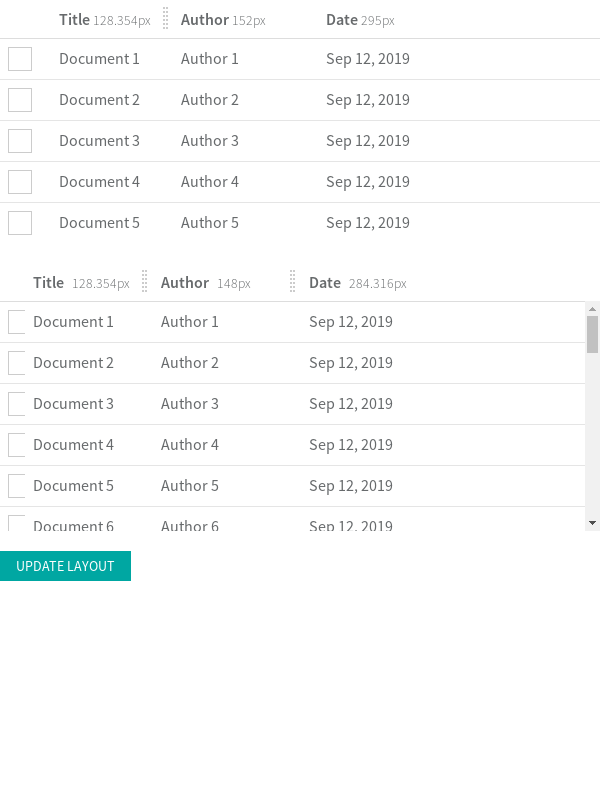 Title 128.354px Author 152px Date 295px
Document 1 Author 1 Sep 12, 2019
Document 2 Author 2 Sep 12, 2019
Document 3 Author 3 Sep 12, 2019
Document 4 Author 4 Sep 12, 2019
Document 5 Author 5 Sep 12, 2019
Title 128.354px Author 148px Date 284.316px
Document 1 Author 1 Sep 12, 2019
Document 2 Author 2 Sep 12, 2019
Document 3 Author 3 Sep 12, 2019
Document 4 Author 4 Sep 12, 2019
Document 5 Author 5 Sep 12, 2019
Document 6 Author 6 Sep 12, 2019
UPDATE LAYOUT